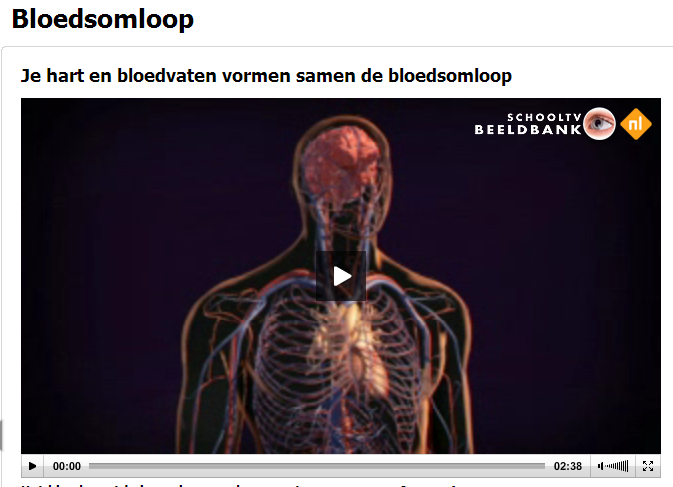 Bloedsomloop
Je hart en bloedvaten vormen samen de bloedsomloop
SCHOOLTV
BEELDBANK
nl
00:00
02:38